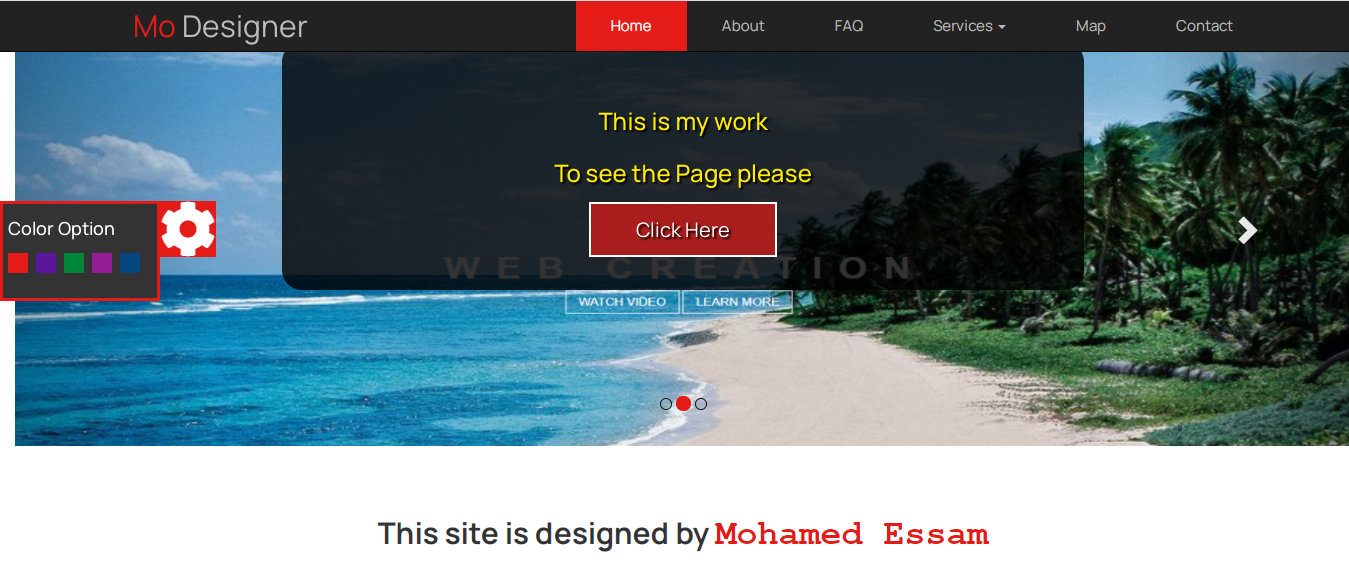 Mo Designer
Home About FAQ Services Map Contact
This is my work
To see the Page please
Click Here
Color Option
WEB CREATION
WATCH VIDEO LEARN MORE
This site is designed by Mohamed Essam